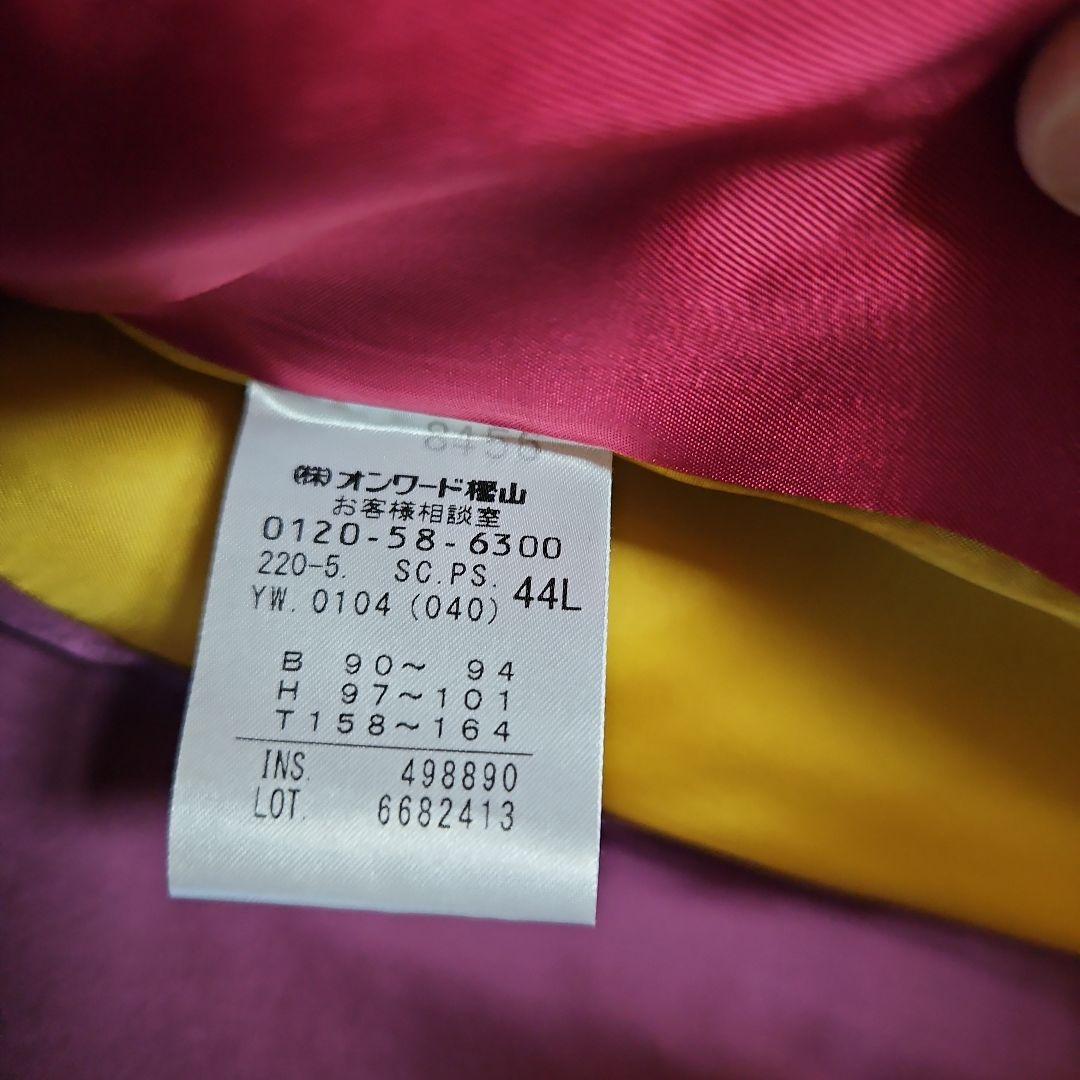 8456
㈱オンワード樫山
お客様相談室
0120-58-6300
220-5. SC.PS. 44L
YW. 0104 (040)
B 90〜 94
H 97〜101
T158〜164
INS. 498890
LOT. 6682413